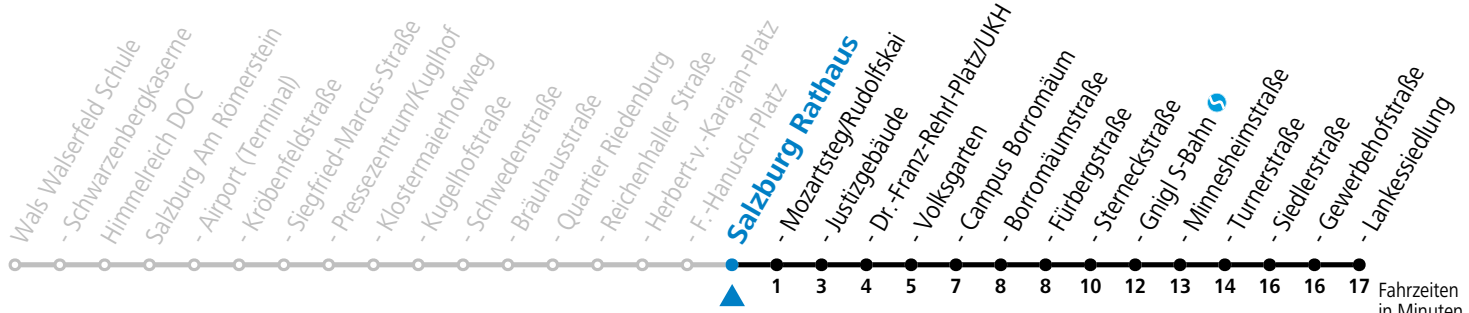 Wals Walserfeld Schule
- Schwarzenbergkaserne
Himmelreich DOC
Salzburg Am Römerstein
- Airport (Terminal)
- Kröbenfeldstraße
- Siegfried-Marcus-Straße
- Pressezentrum/Kuglhof
- Klostermaierhofweg
- Kugelhofstraße
- Schwedenstraße
- Bräuhausstraße
- Quartier Riedenburg
- Reichenhaller Straße
- Herbert-v.-Karajan-Platz
- F.-Hanusch-Platz
Salzburg Rathaus
- Mozartsteg/Rudolfskai
- Justizgebäude
- Dr.-Franz-Rehrl-Platz/UKH
- Volksgarten
- Campus Borromäum
- Borromäumstraße
- Fürbergstraße
- Sterneckstraße
- Gnigl S-Bahn
- Minnesheimstraße
- Turnerstraße
- Siedlerstraße
- Gewerbehofstraße
- Lankessiedlung
1 3 4 5 7 8 8 10 12 13 14 16 16 17
Fahrzeiten
in Minuten